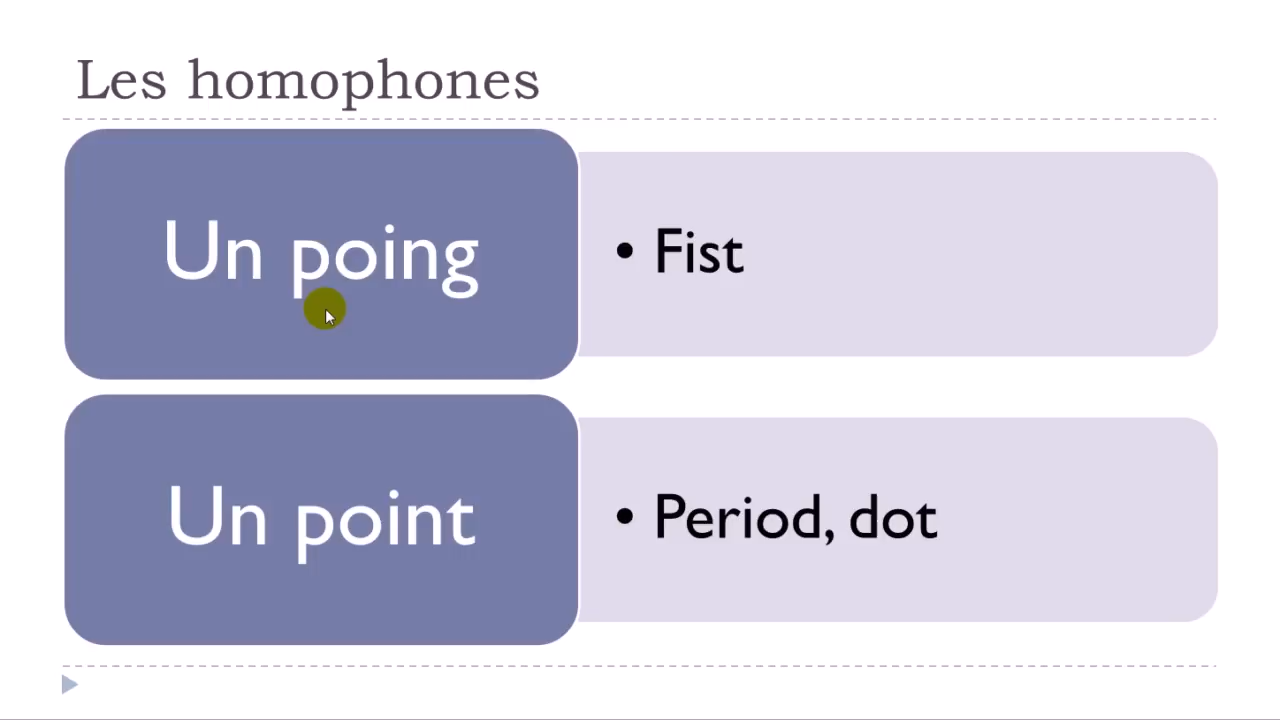 Les homophones
Un poing
• Fist
Un point
• Period, dot